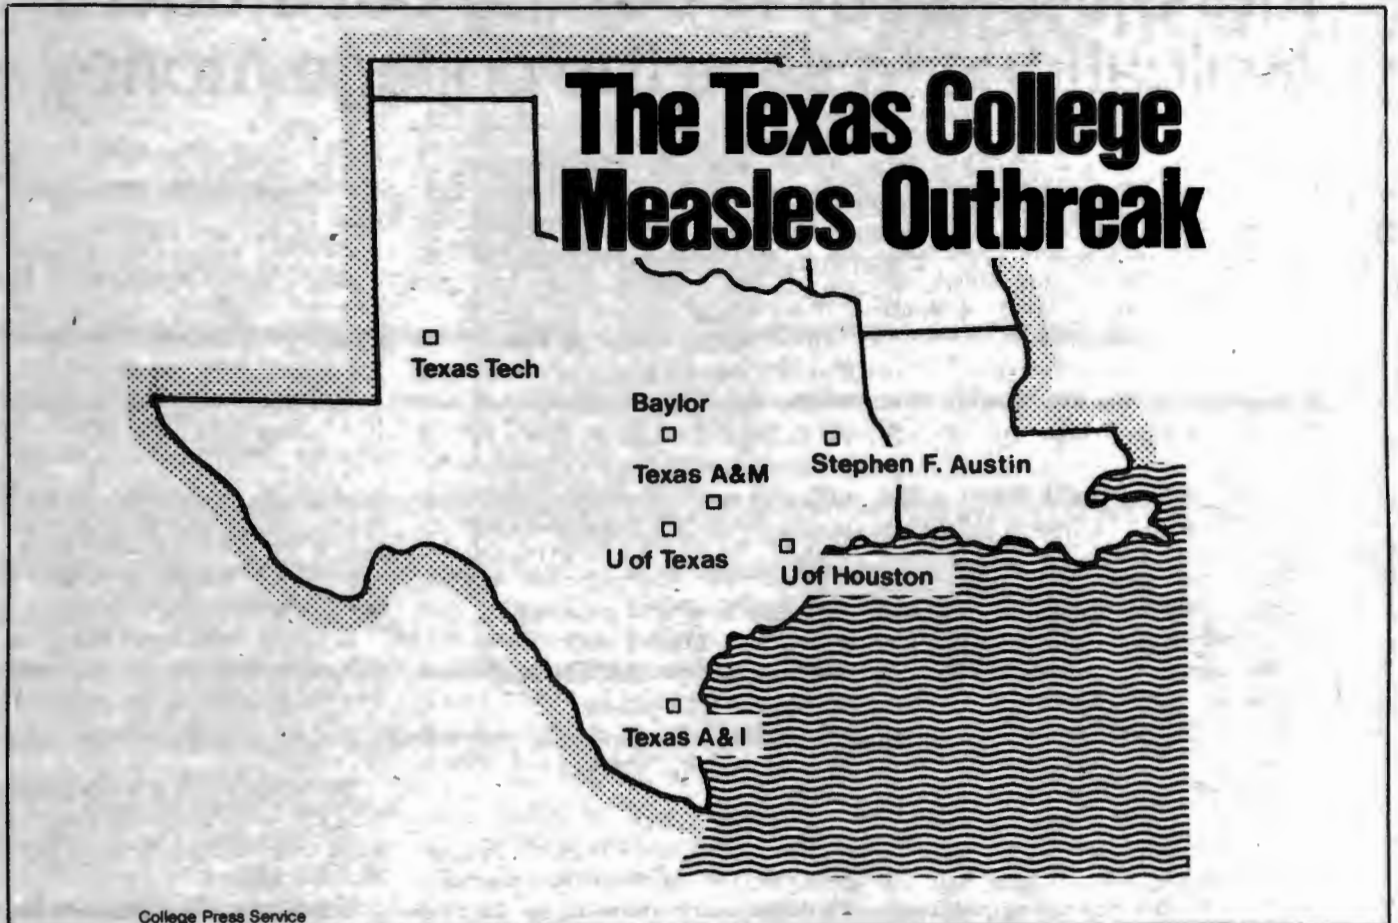 The Texas College
Measles Outbreak
Texas Tech
Baylor
Stephen F. Austin
Texas A&M
U of Texas
U of Houston
Texas A&I
College Press Service